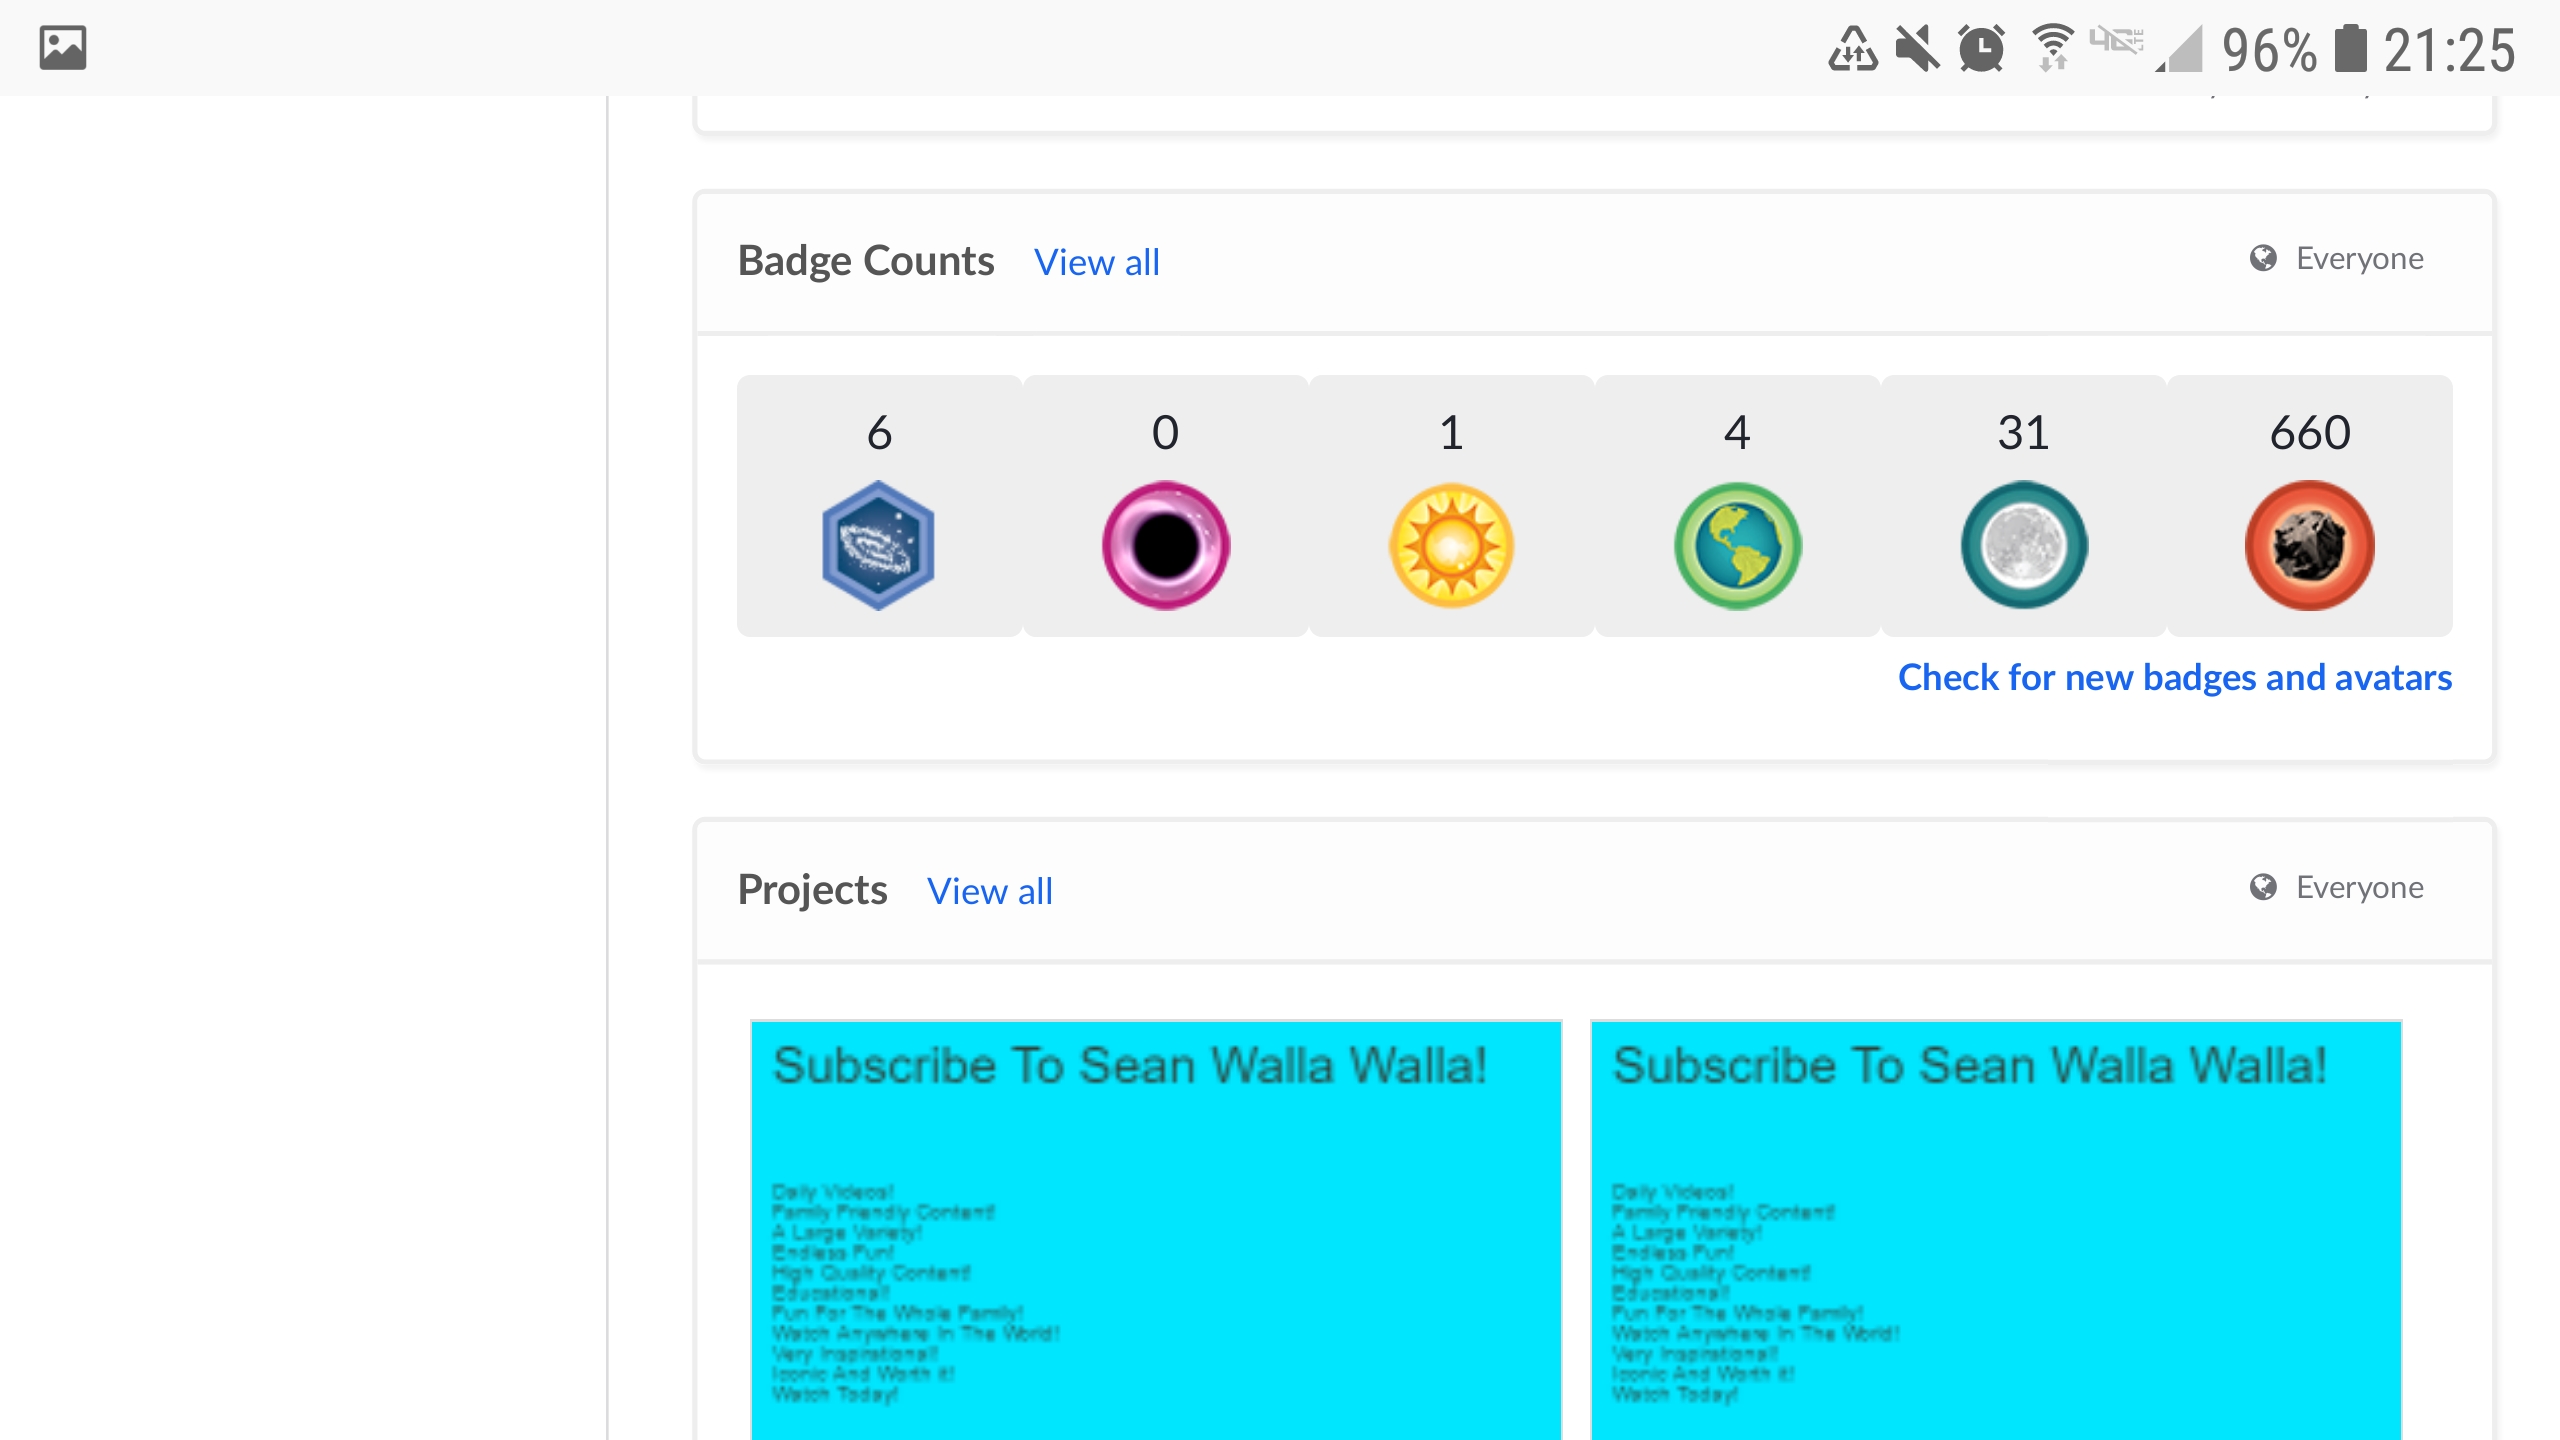 96% 21:25
Badge Counts View all Everyone
6 0 1 4 31 660
Check for new badges and avatars
Projects View all Everyone
Subscribe To Sean Walla Walla! Subscribe To Sean Walla Walla!
Daily Videos! Daily Videos!
Family Friendly Content! Family Friendly Content!
A Large Variety! A Large Variety!
Endless Fun! Endless Fun!
High Quality Content! High Quality Content!
Educational! Educational!
Fun For The Whole Family! Fun For The Whole Family!
Watch Anywhere In The World! Watch Anywhere In The World!
Very Inspirational! Very Inspirational!
Iconic And Worth It! Iconic And Worth It!
Watch Today! Watch Today!